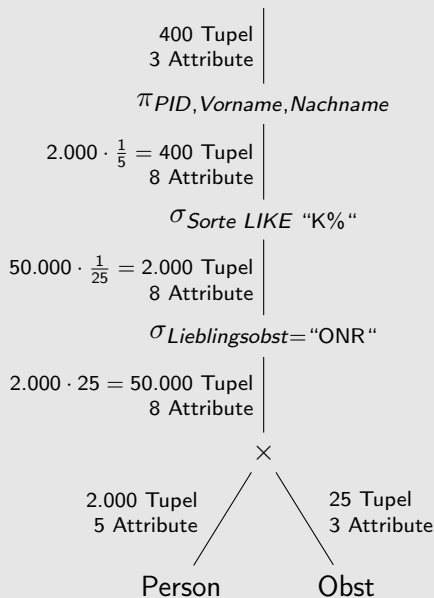 400 Tupel
3 Attribute
π PID,Vorname,Nachname
2.000 · 1/5 = 400 Tupel
8 Attribute
σ Sorte LIKE “K%“
50.000 · 1/25 = 2.000 Tupel
8 Attribute
σ Lieblingsobst=“ONR“
2.000 · 25 = 50.000 Tupel
8 Attribute
×
2.000 Tupel
5 Attribute
25 Tupel
3 Attribute
Person
Obst